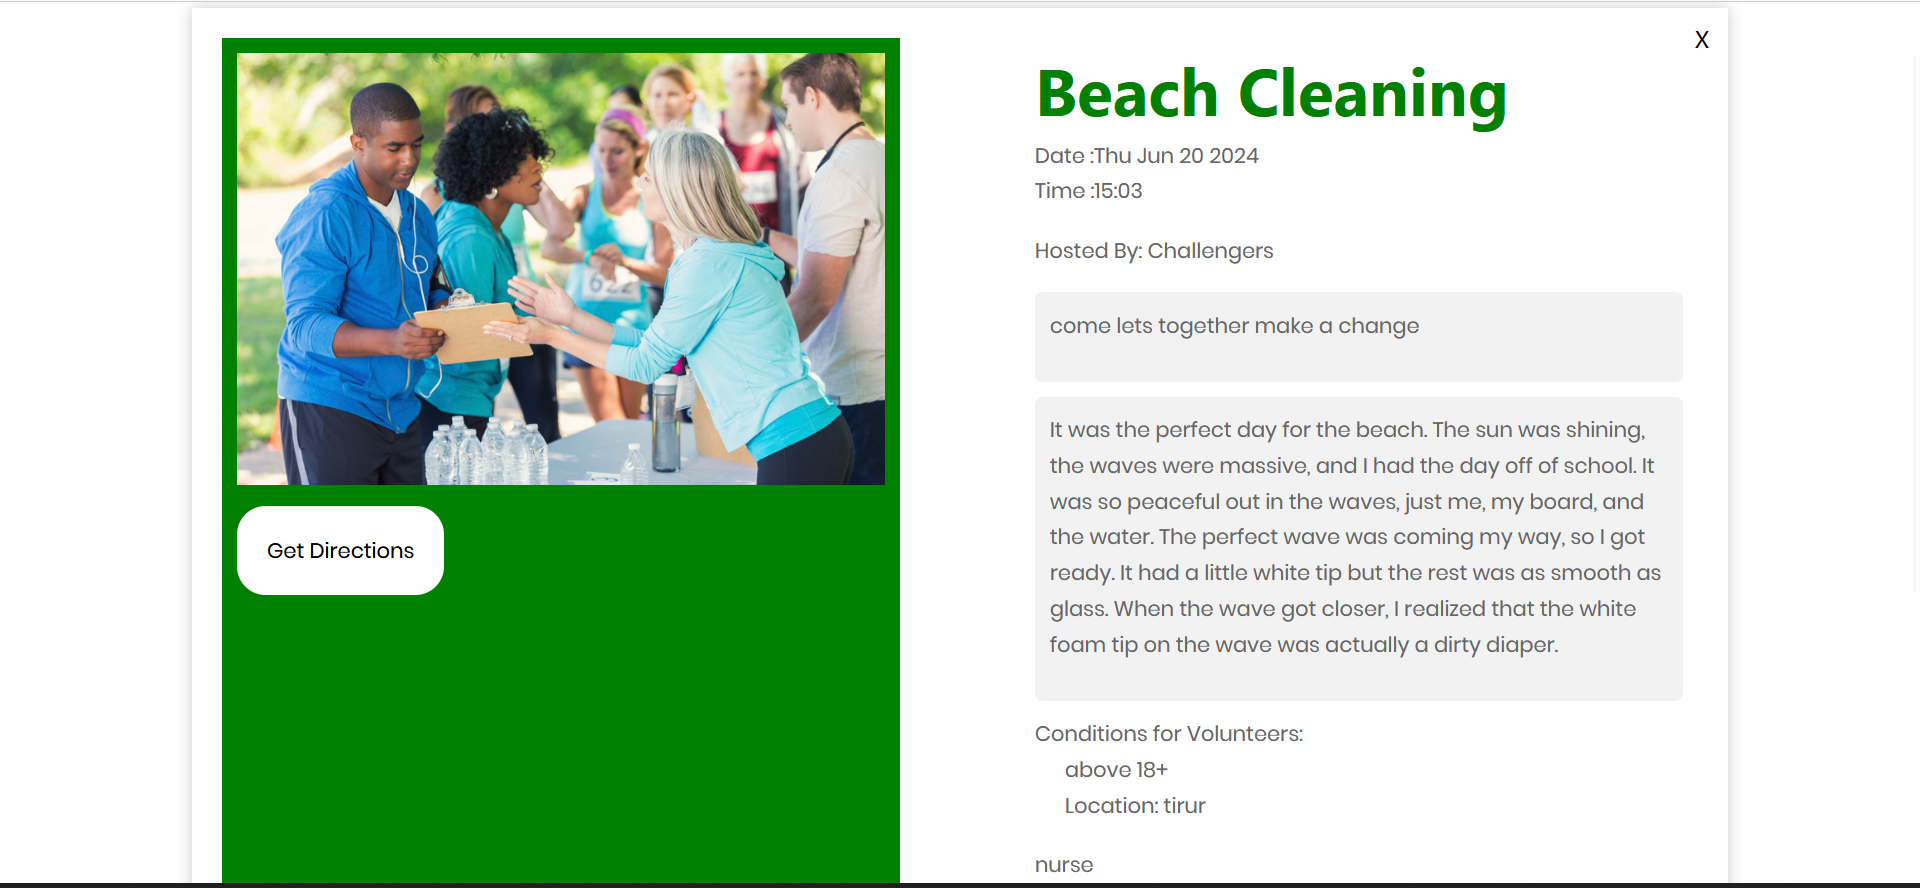 X
Beach Cleaning
Date :Thu Jun 20 2024
Time :15:03
Hosted By: Challengers
come lets together make a change
It was the perfect day for the beach. The sun was shining,
the waves were massive, and I had the day off of school. It
was so peaceful out in the waves, just me, my board, and
the water. The perfect wave was coming my way, so I got
ready. It had a little white tip but the rest was as smooth as
glass. When the wave got closer, I realized that the white
foam tip on the wave was actually a dirty diaper.
Conditions for Volunteers:
above 18+
Location: tirur
nurse
622
Get Directions